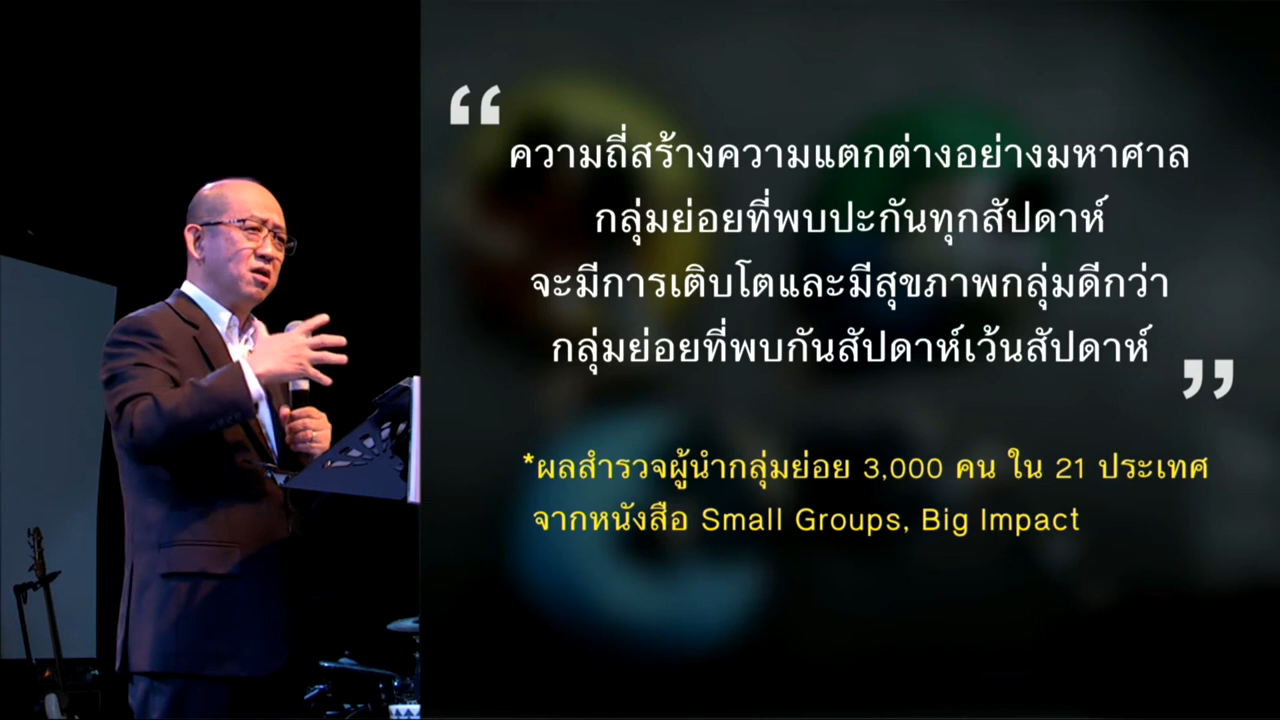 “
ความถี่สร้างความแตกต่างอย่างมหาศาล
กลุ่มย่อยที่พบปะกันทุกสัปดาห์
จะมีการเติบโตและมีสุขภาพกลุ่มดีกว่า
กลุ่มย่อยที่พบกันสัปดาห์เว้นสัปดาห์
”
*ผลสำรวจผู้นำกลุ่มย่อย 3,000 คน ใน 21 ประเทศ
จากหนังสือ Small Groups, Big Impact